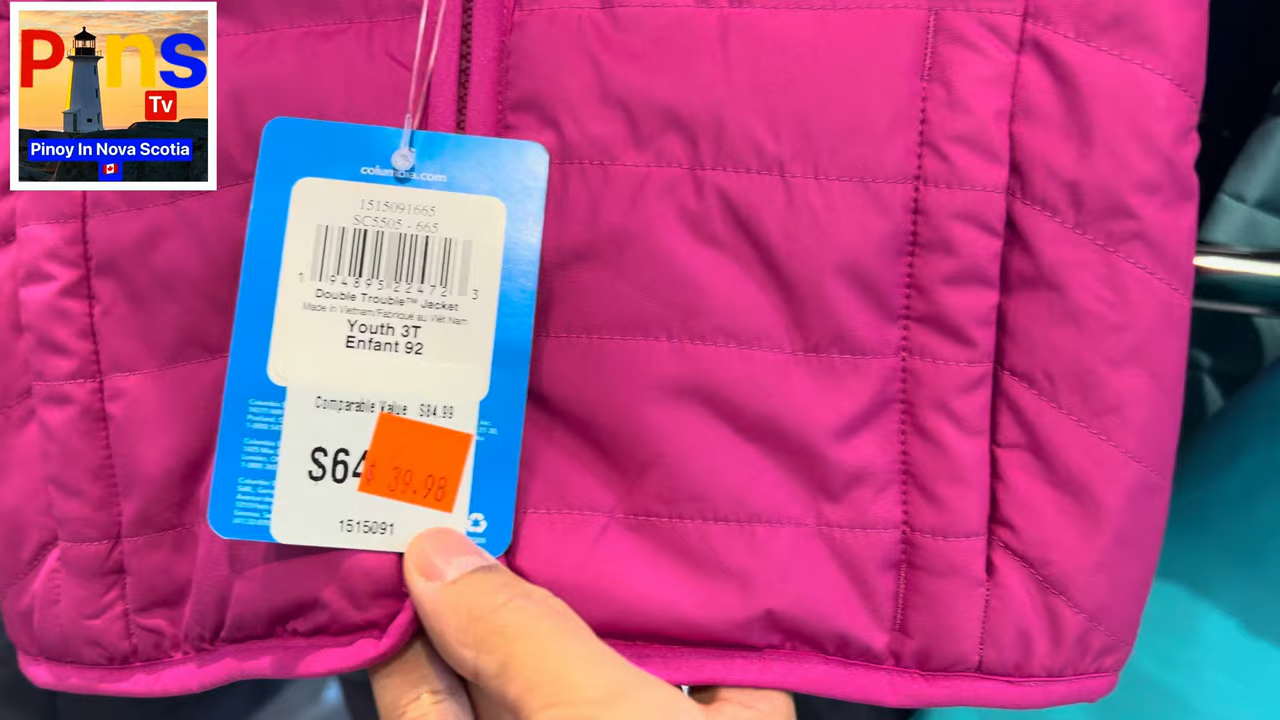 Pins
Tv
Pinoy In Nova Scotia
columbia.com
1515091665
SC5505 - 665
1 94895 22472 3
Double Trouble™ Jacket
Made in Vietnam/Fabriqué au Viêt Nam
Youth 3T
Enfant 92
Comparable Value $84.99
$64
$ 39.98
1515091